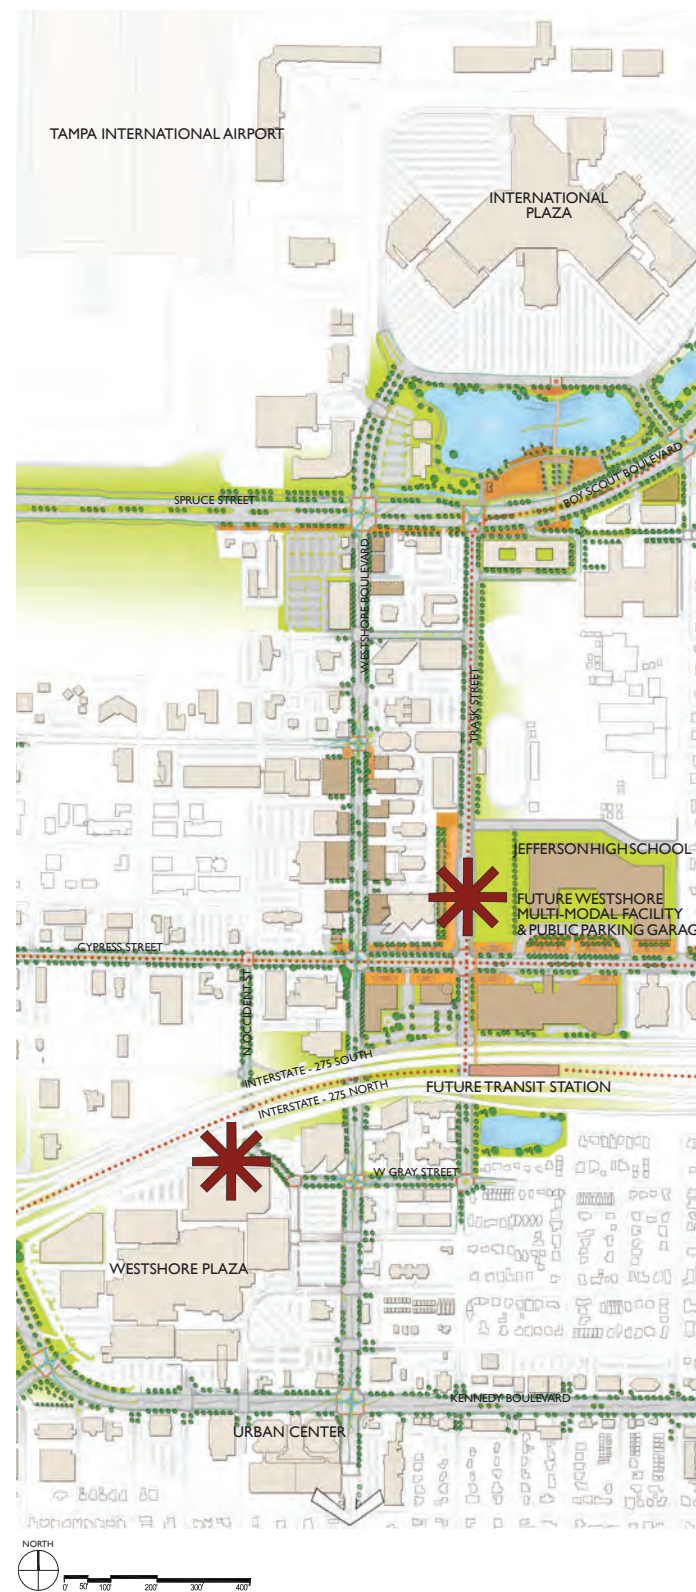 TAMPA INTERNATIONAL AIRPORT
INTERNATIONAL
PLAZA
BOY SCOUT BOULEVARD
SPRUCE STREET
WESTSHORE BOULEVARD
TRASK STREET
JEFFERSON HIGH SCHOOL
FUTURE WESTSHORE
MULTI-MODAL FACILITY
& PUBLIC PARKING GARAG
CYPRESS STREET
N OCCIDENT ST
INTERSTATE - 275 SOUTH
INTERSTATE - 275 NORTH
FUTURE TRANSIT STATION
W GRAY STREET
WESTSHORE PLAZA
KENNEDY BOULEVARD
URBAN CENTER
NORTH
0' 50' 100' 200' 300' 400'